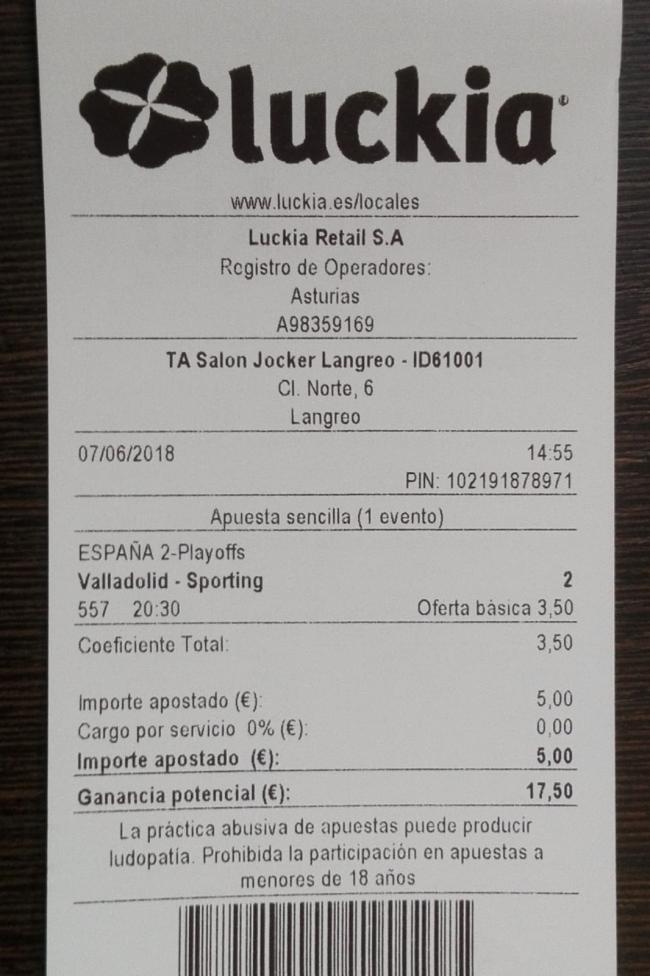 luckia
www.luckia.es/locales
Luckia Retail S.A
Registro de Operadores:
Asturias
A98359169
TA Salon Jocker Langreo - ID61001
Cl. Norte, 6
Langreo
07/06/2018 14:55
PIN: 102191878971
Apuesta sencilla (1 evento)
ESPAÑA 2-Playoffs
Valladolid - Sporting 2
557 20:30 Oferta básica 3,50
Coeficiente Total: 3,50
Importe apostado (€): 5,00
Cargo por servicio 0% (€): 0,00
Importe apostado (€): 5,00
Ganancia potencial (€): 17,50
La práctica abusiva de apuestas puede producir
ludopatía. Prohibida la participación en apuestas a
menores de 18 años